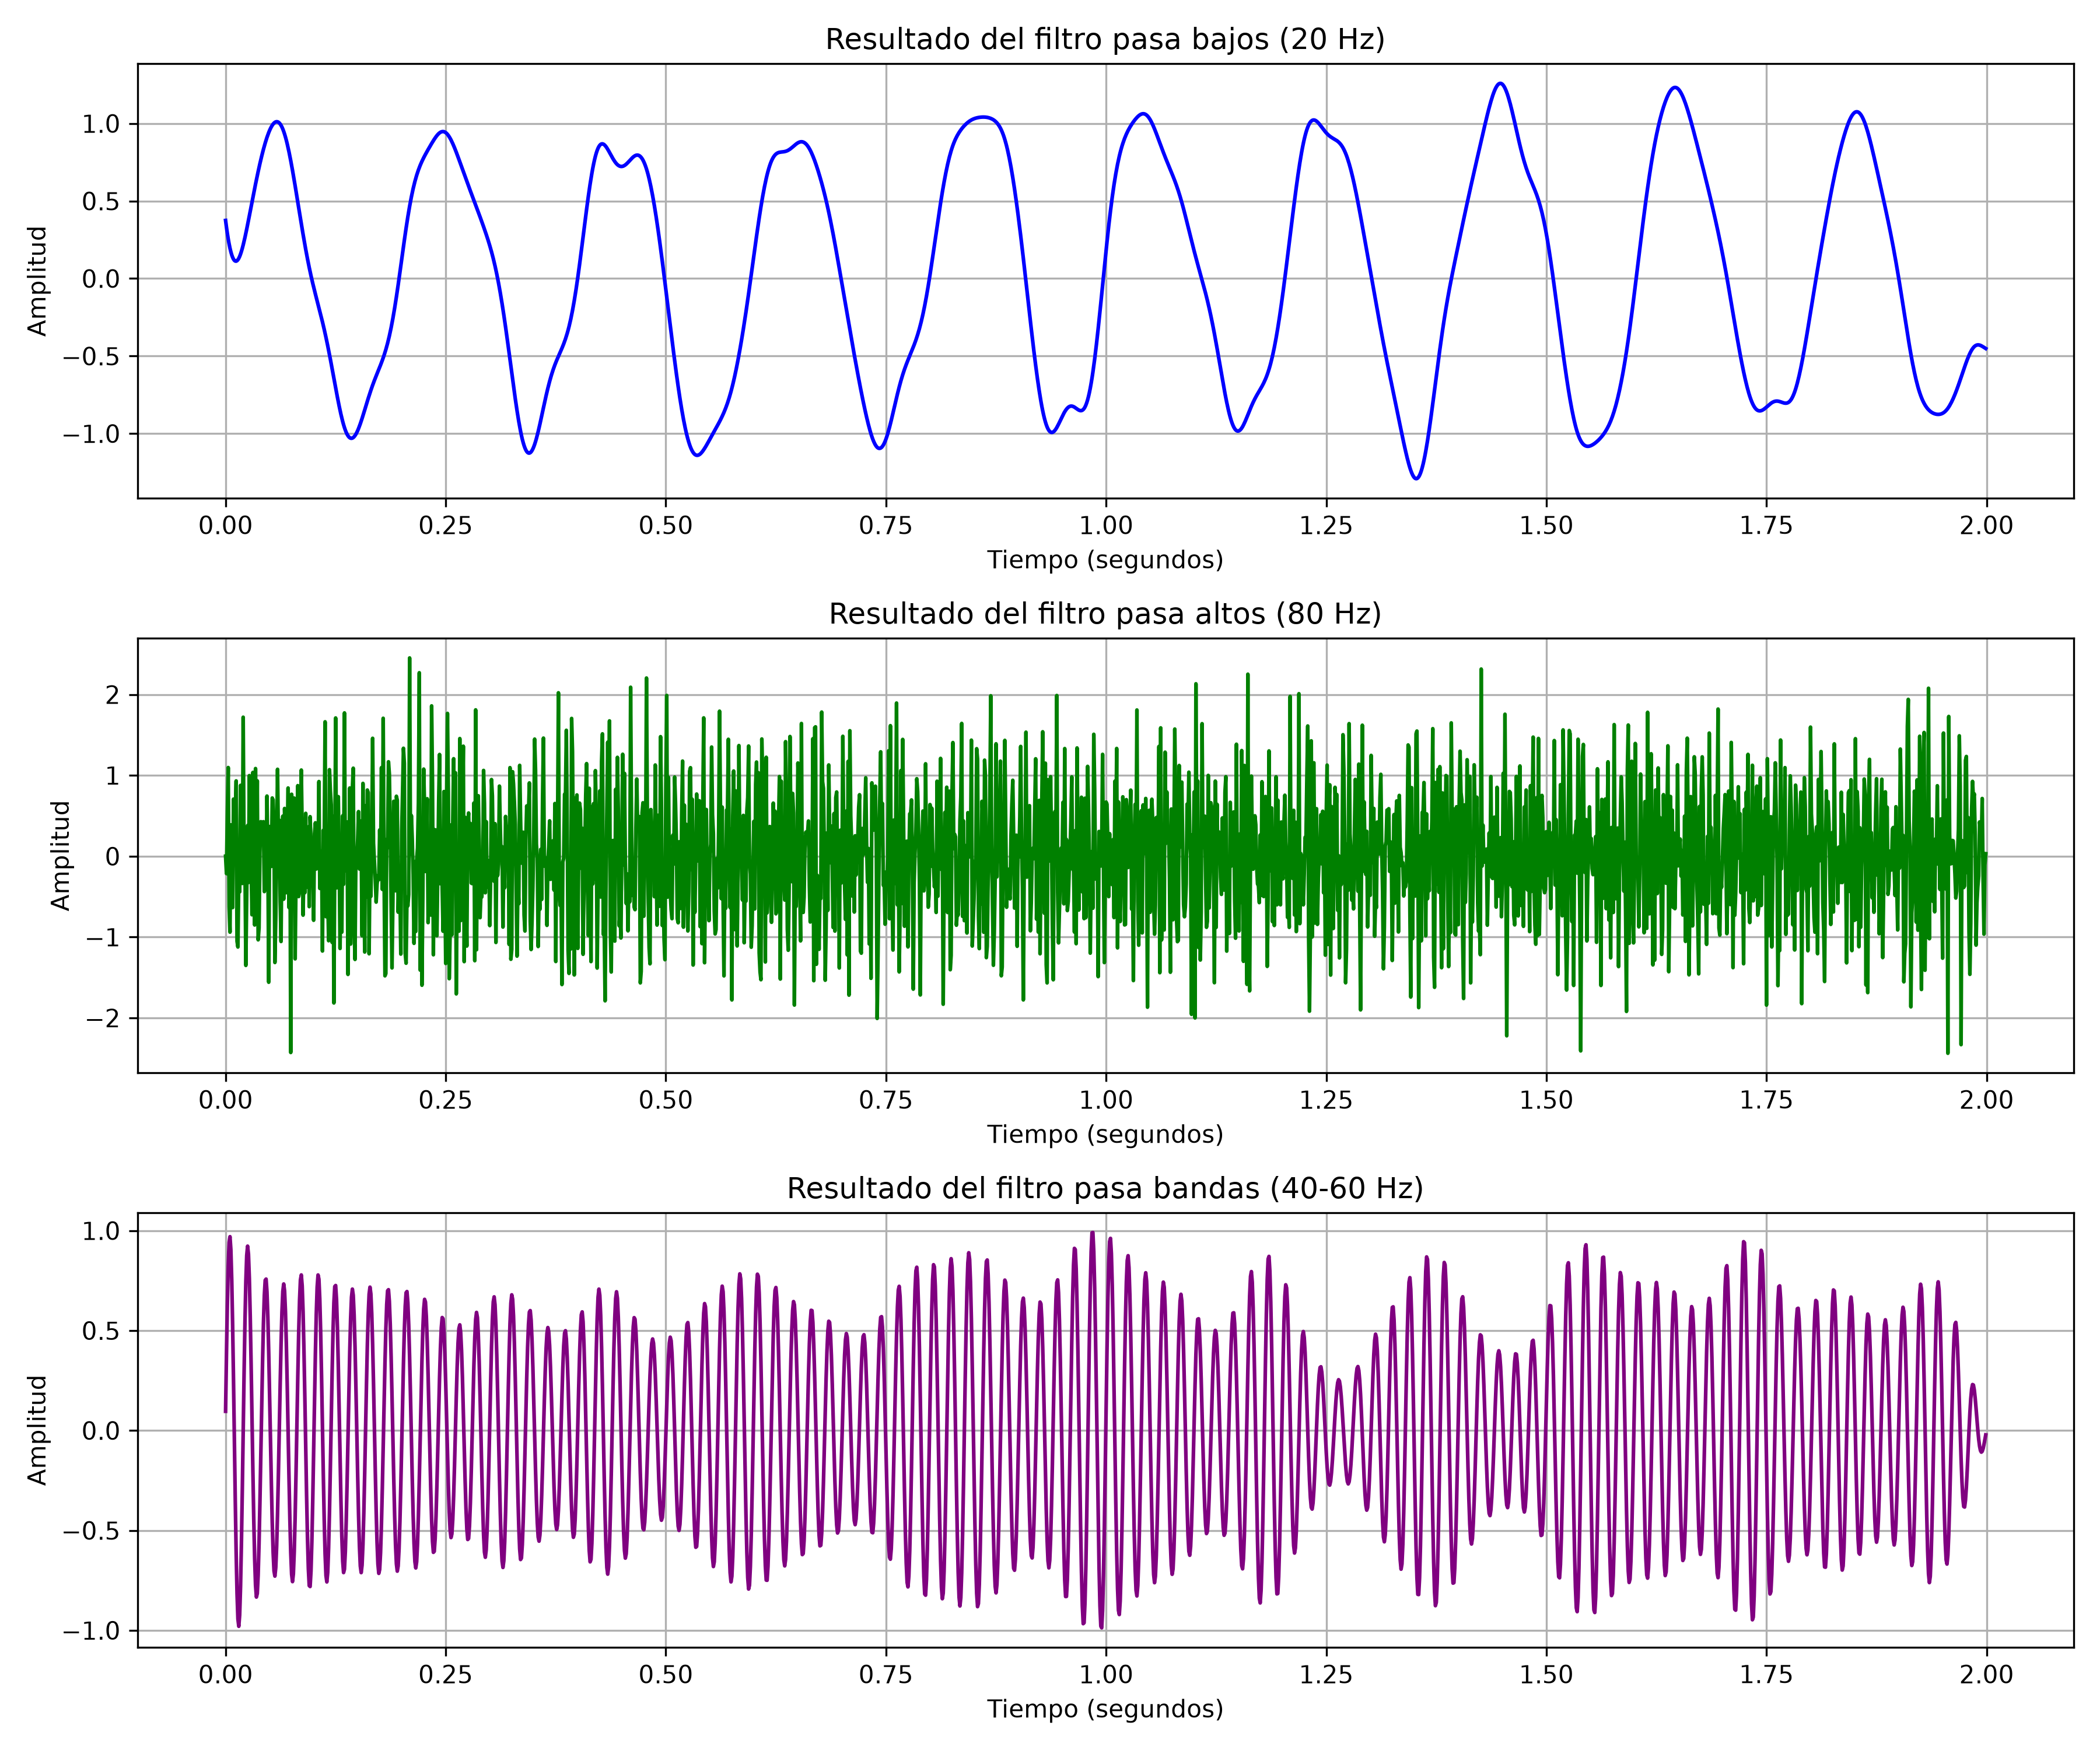 Resultado del filtro pasa bajos (20 Hz)
Amplitud
1.0
0.5
0.0
−0.5
−1.0
0.00 0.25 0.50 0.75 1.00 1.25 1.50 1.75 2.00
Tiempo (segundos)
Resultado del filtro pasa altos (80 Hz)
Amplitud
2
1
0
−1
−2
0.00 0.25 0.50 0.75 1.00 1.25 1.50 1.75 2.00
Tiempo (segundos)
Resultado del filtro pasa bandas (40-60 Hz)
Amplitud
1.0
0.5
0.0
−0.5
−1.0
0.00 0.25 0.50 0.75 1.00 1.25 1.50 1.75 2.00
Tiempo (segundos)